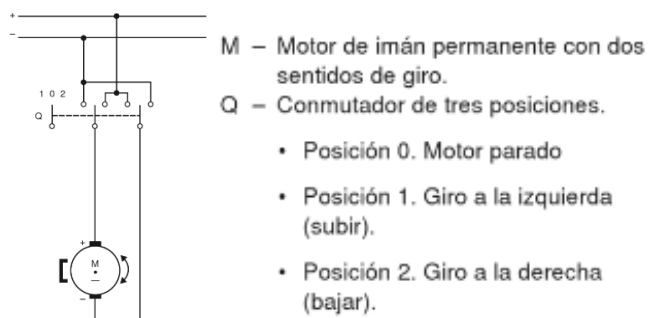 +
–
1 0 2
Q
+
M
–
–
M – Motor de imán permanente con dos
sentidos de giro.
Q – Conmutador de tres posiciones.
• Posición 0. Motor parado
• Posición 1. Giro a la izquierda
(subir).
• Posición 2. Giro a la derecha
(bajar).